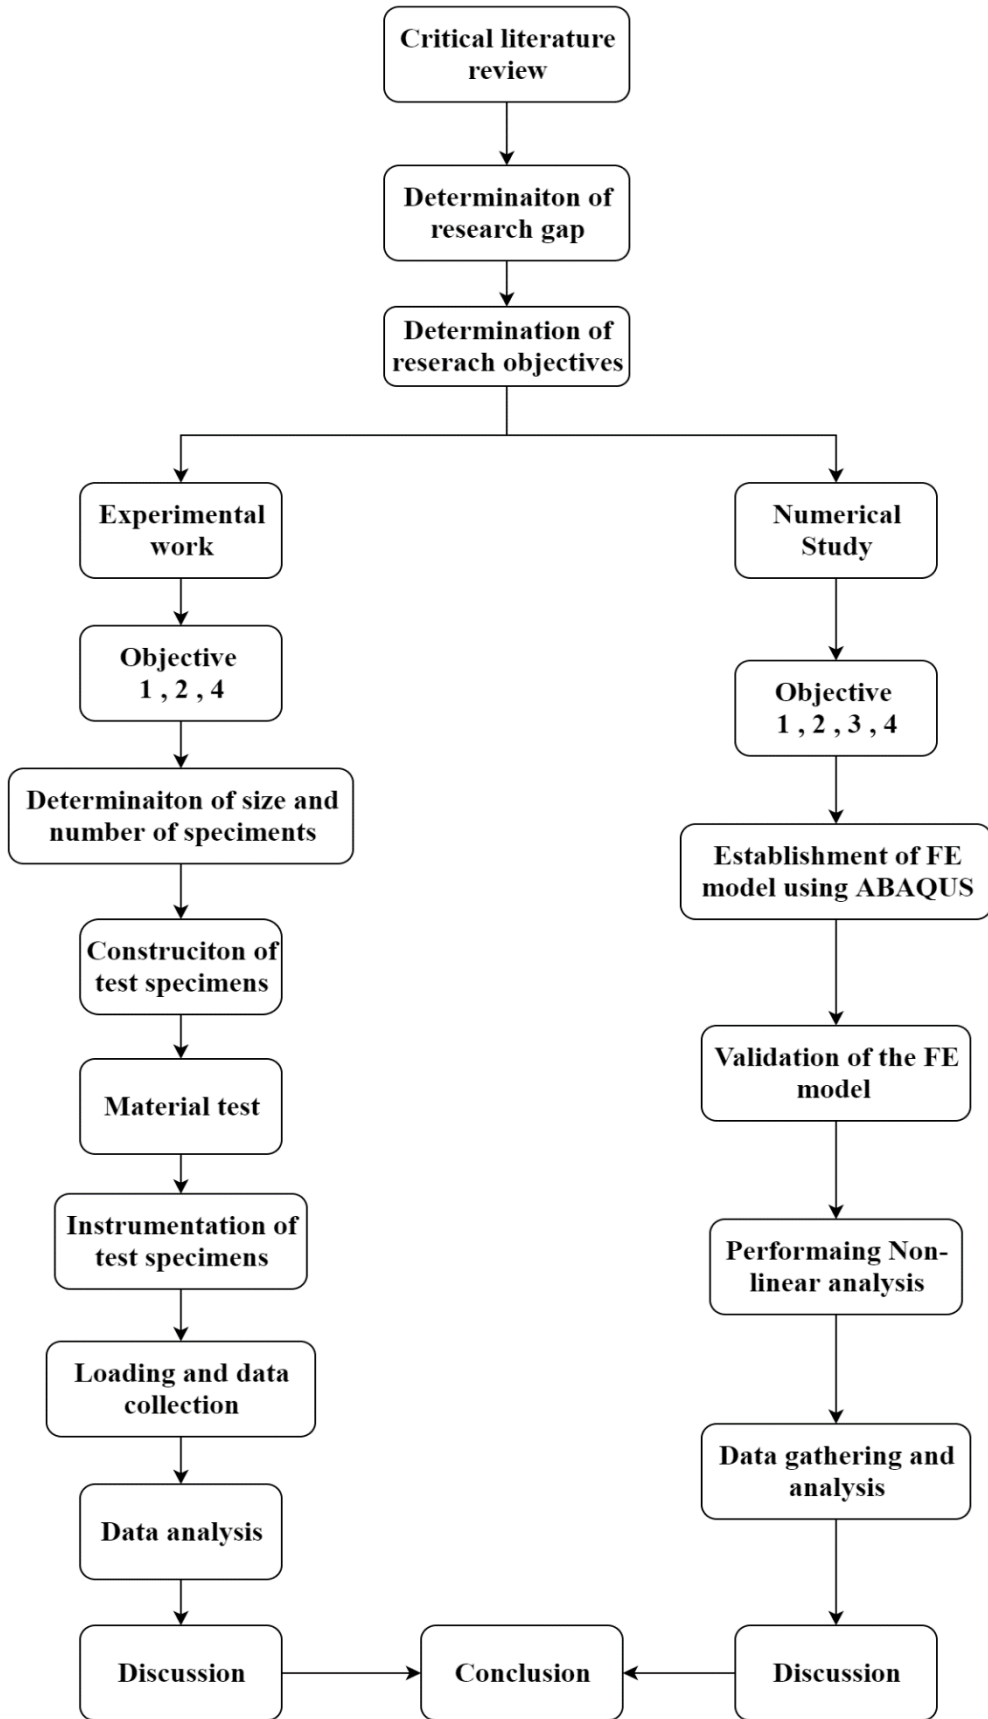 Critical literature
review
Determinaiton of
research gap
Determination of
reserach objectives
Experimental
work
Objective
1 , 2 , 4
Determinaiton of size and
number of speciments
Construciton of
test specimens
Material test
Instrumentation of
test specimens
Loading and data
collection
Data analysis
Discussion
Numerical
Study
Objective
1 , 2 , 3 , 4
Establishment of FE
model using ABAQUS
Validation of the FE
model
Performaing Non-
linear analysis
Data gathering and
analysis
Discussion
Conclusion